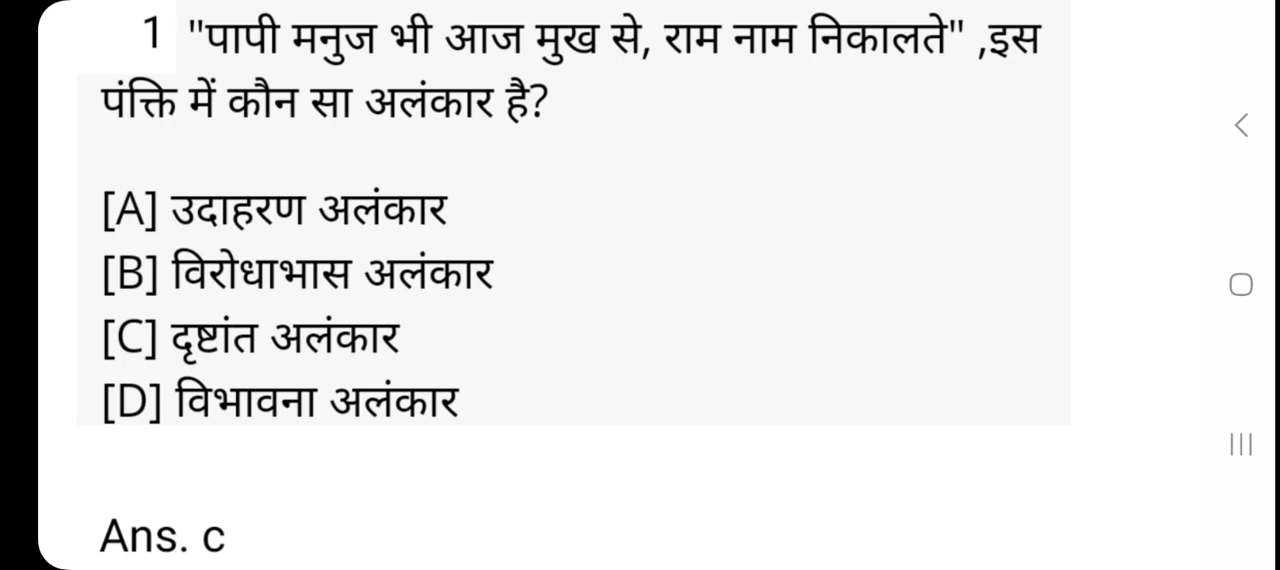 1 "पापी मनुज भी आज मुख से, राम नाम निकालते" ,इस
पंक्ति में कौन सा अलंकार है?
[A] उदाहरण अलंकार
[B] विरोधाभास अलंकार
[C] दृष्टांत अलंकार
[D] विभावना अलंकार
Ans. c